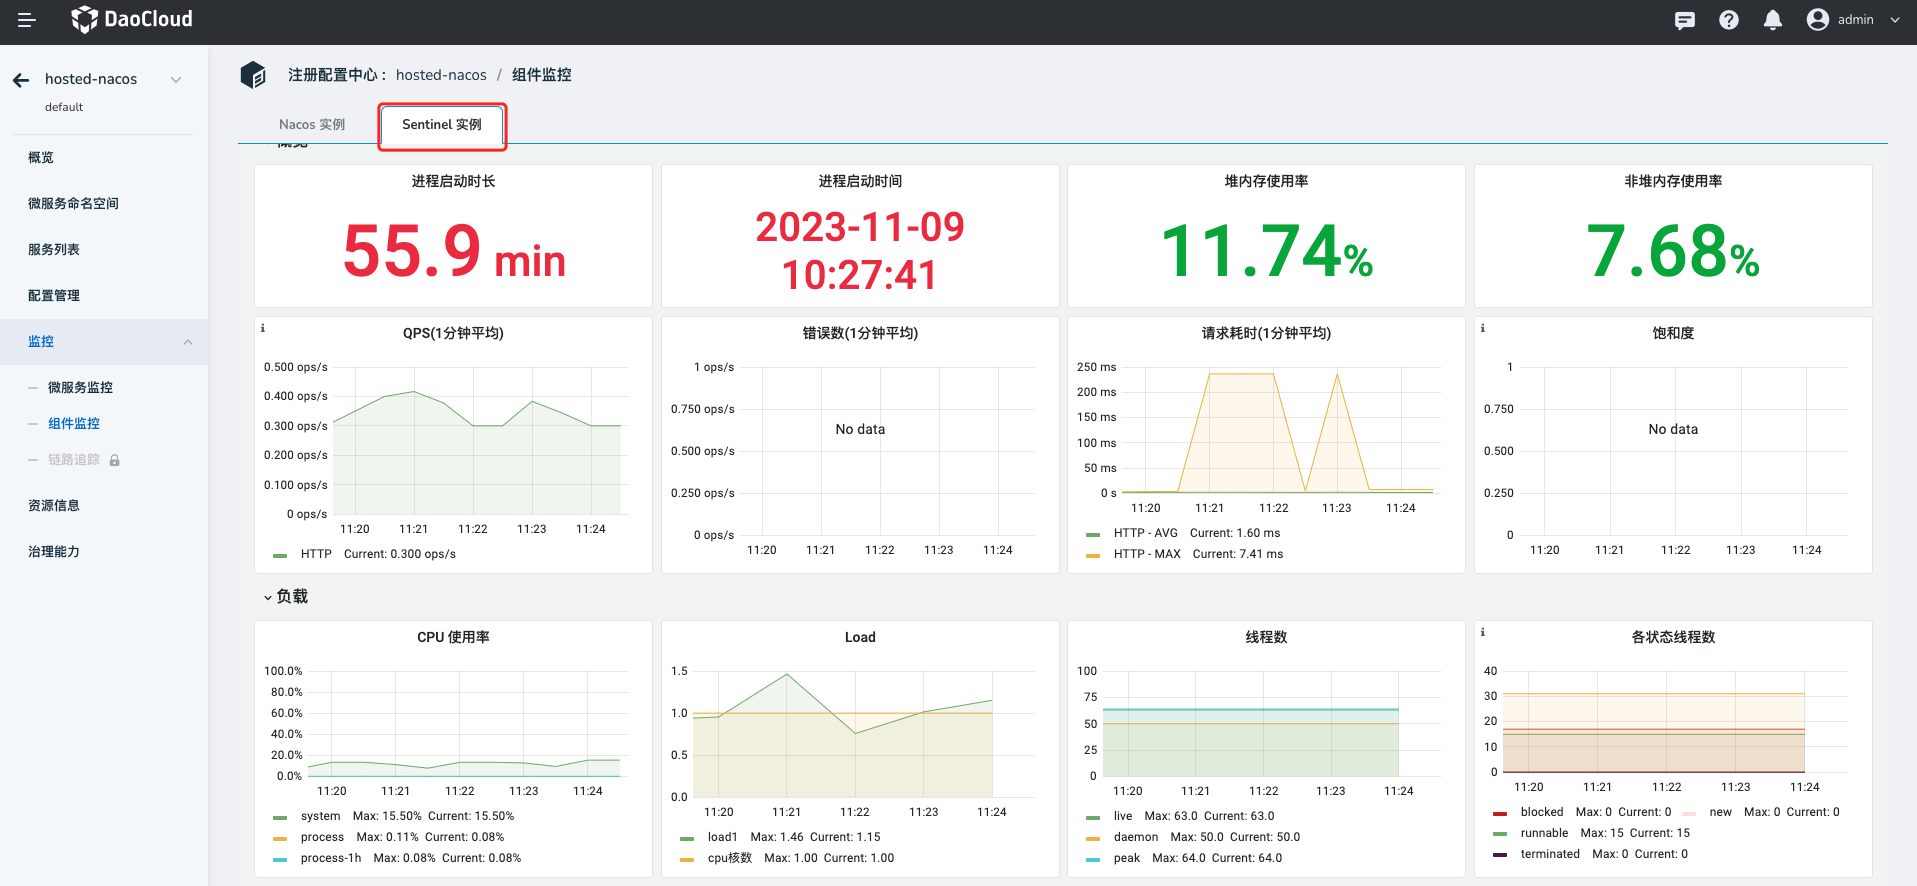 DaoCloud
admin
hosted-nacos
default
概览
微服务命名空间
服务列表
配置管理
监控
微服务监控
组件监控
链路追踪
资源信息
治理能力
注册配置中心： hosted-nacos / 组件监控
Nacos 实例
Sentinel 实例
概览
进程启动时长
55.9 min
进程启动时间
2023-11-09
10:27:41
堆内存使用率
11.74%
非堆内存使用率
7.68%
QPS(1分钟平均)
0.500 ops/s
0.400 ops/s
0.300 ops/s
0.200 ops/s
0.100 ops/s
0 ops/s
11:20 11:21 11:22 11:23 11:24
HTTP Current: 0.300 ops/s
错误数(1分钟平均)
1 ops/s
0.750 ops/s
0.500 ops/s
0.250 ops/s
0 ops/s
No data
11:20 11:21 11:22 11:23 11:24
请求耗时(1分钟平均)
250 ms
200 ms
150 ms
100 ms
50 ms
0 s
11:20 11:21 11:22 11:23 11:24
HTTP - AVG Current: 1.60 ms
HTTP - MAX Current: 7.41 ms
饱和度
1
0.750
0.500
0.250
0
No data
11:20 11:21 11:22 11:23 11:24
负载
CPU 使用率
100.0%
80.0%
60.0%
40.0%
20.0%
0.0%
11:20 11:21 11:22 11:23 11:24
system Max: 15.50% Current: 15.50%
process Max: 0.11% Current: 0.08%
process-1h Max: 0.08% Current: 0.08%
Load
1.5
1.0
0.5
0.0
11:20 11:21 11:22 11:23 11:24
load1 Max: 1.46 Current: 1.15
cpu核数 Max: 1.00 Current: 1.00
线程数
100
75
50
25
0
11:20 11:21 11:22 11:23 11:24
live Max: 63.0 Current: 63.0
daemon Max: 50.0 Current: 50.0
peak Max: 64.0 Current: 64.0
各状态线程数
40
30
20
10
0
11:20 11:21 11:22 11:23 11:24
blocked Max: 0 Current: 0 new Max: 0 Current: 0
runnable Max: 15 Current: 15
terminated Max: 0 Current: 0